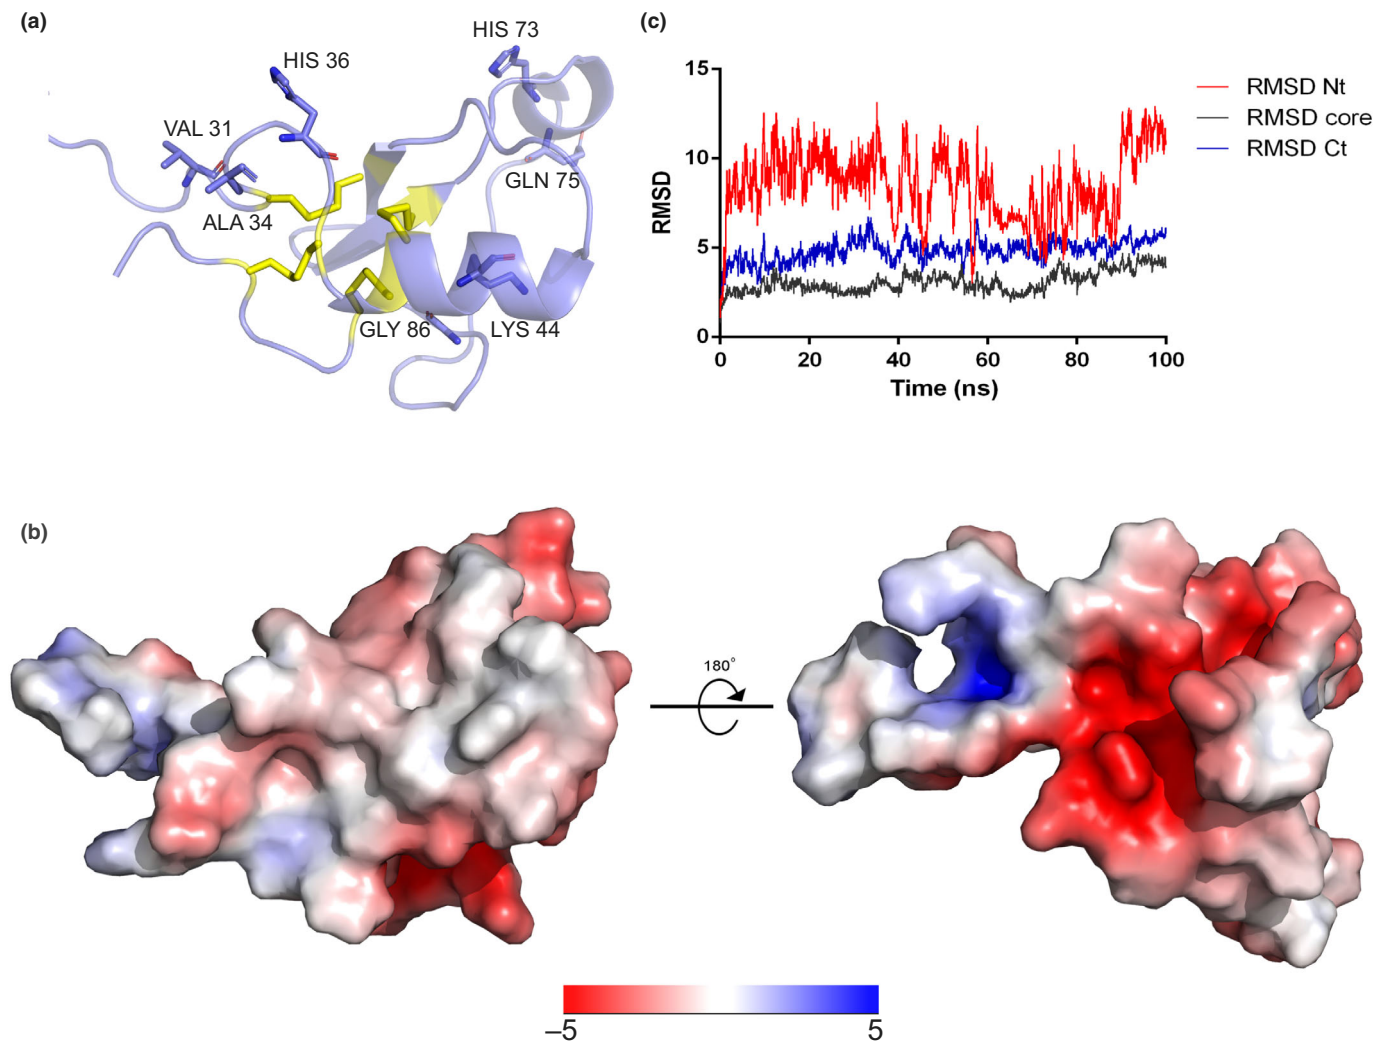 (a)
HIS 73
HIS 36
VAL 31
ALA 34
GLN 75
GLY 86
LYS 44
(c)
15
10
5
0
RMSD
0 20 40 60 80 100
Time (ns)
RMSD Nt
RMSD core
RMSD Ct
(b)
180°
–5 5